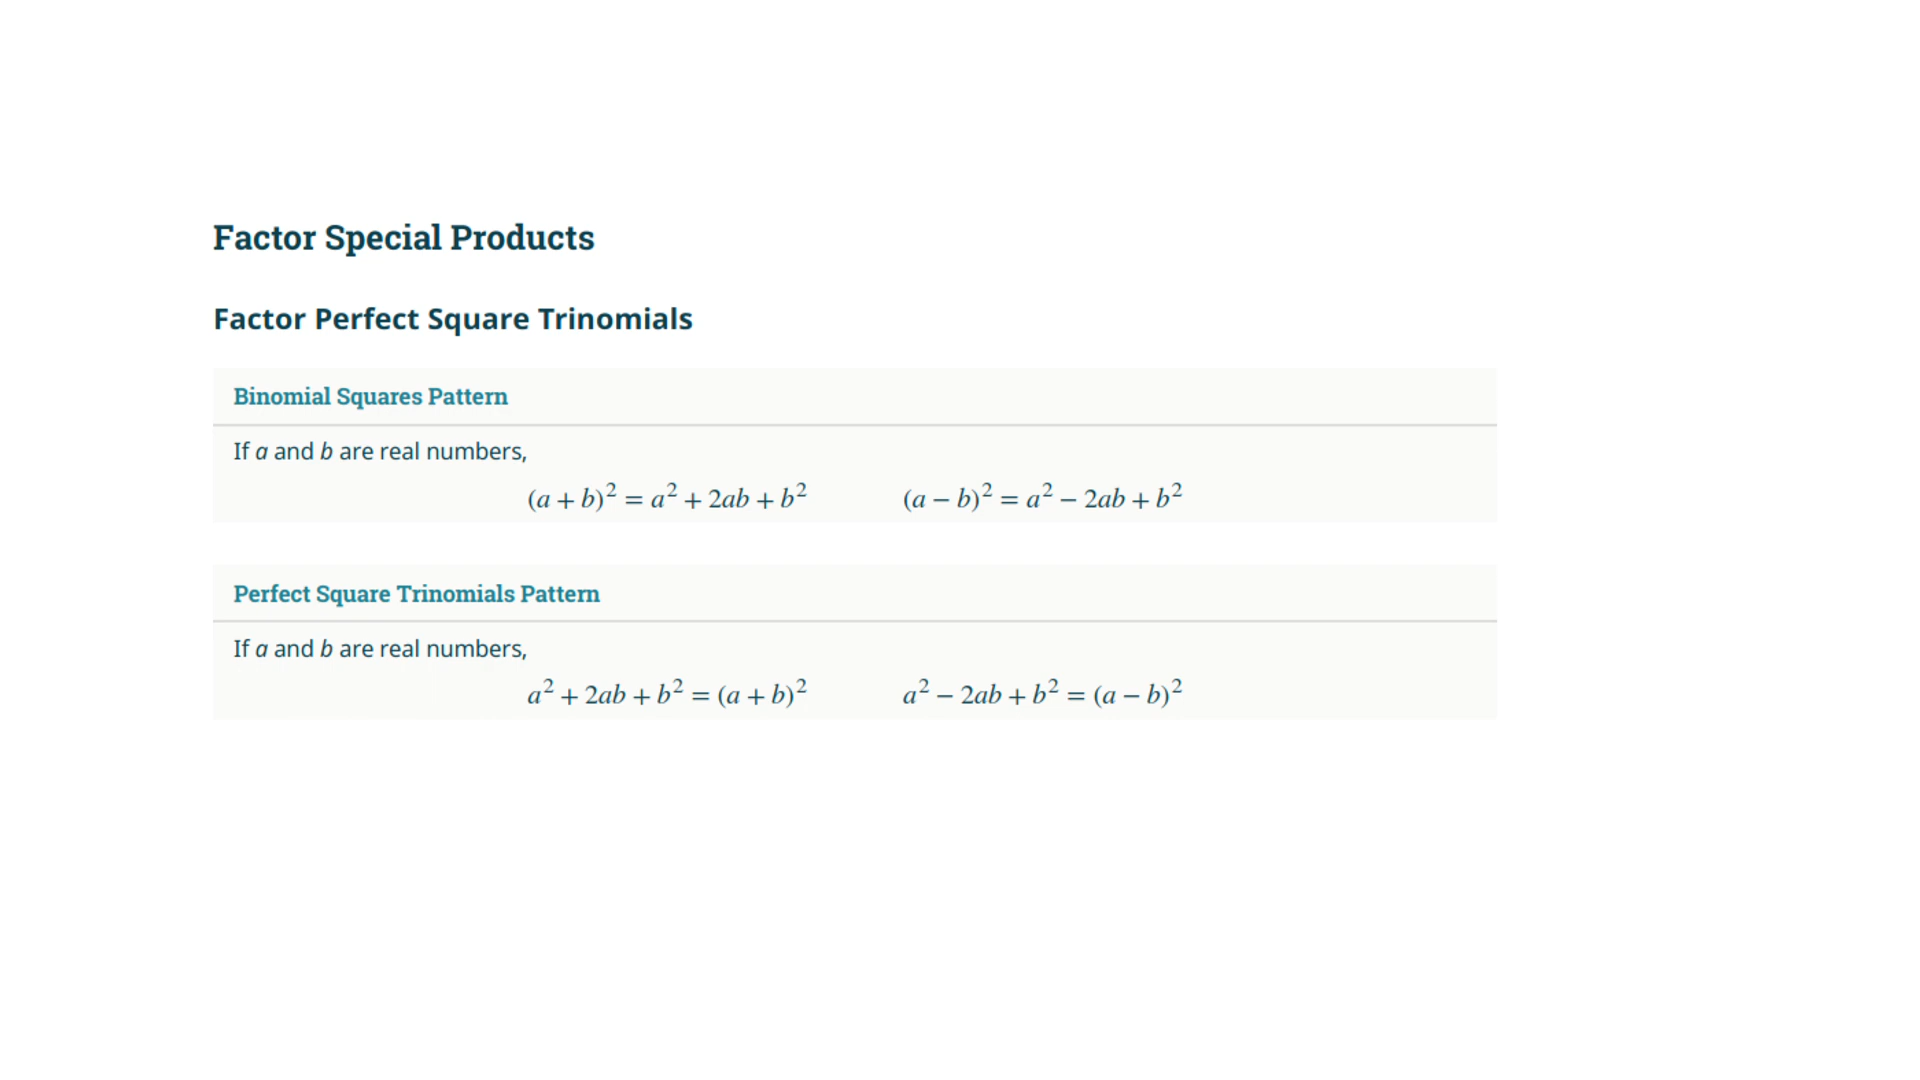 Factor Special Products
Factor Perfect Square Trinomials
Binomial Squares Pattern
If a and b are real numbers,
(a + b)² = a² + 2ab + b² (a − b)² = a² − 2ab + b²
Perfect Square Trinomials Pattern
If a and b are real numbers,
a² + 2ab + b² = (a + b)² a² − 2ab + b² = (a − b)²